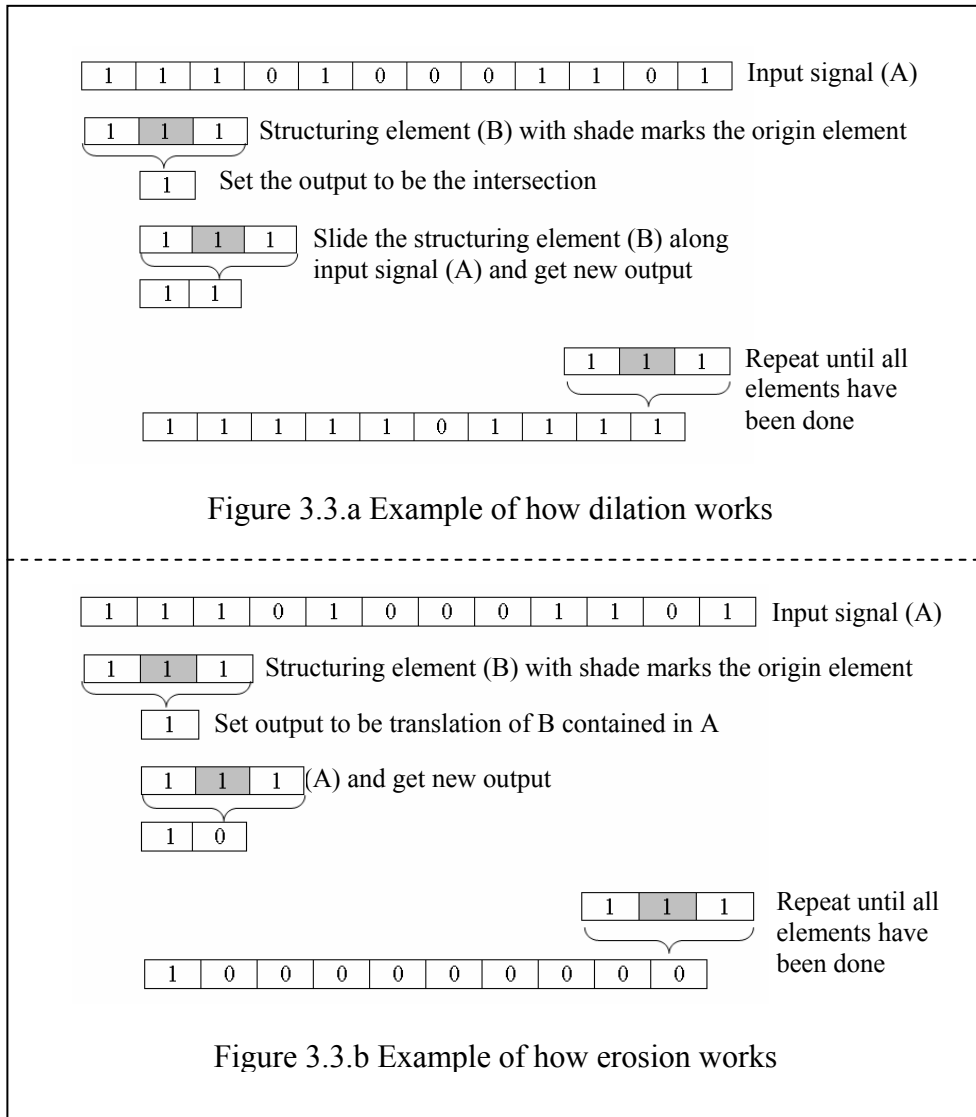 1 1 1 0 1 0 0 0 1 1 0 1 Input signal (A)
1 1 1 Structuring element (B) with shade marks the origin element
1 Set the output to be the intersection
1 1 1 Slide the structuring element (B) along
input signal (A) and get new output
1 1
1 1 1 Repeat until all
elements have
been done
1 1 1 1 1 0 1 1 1 1
Figure 3.3.a Example of how dilation works
1 1 1 0 1 0 0 0 1 1 0 1 Input signal (A)
1 1 1 Structuring element (B) with shade marks the origin element
1 Set output to be translation of B contained in A
1 1 1 (A) and get new output
1 0
1 1 1 Repeat until all
elements have
been done
1 0 0 0 0 0 0 0 0 0
Figure 3.3.b Example of how erosion works